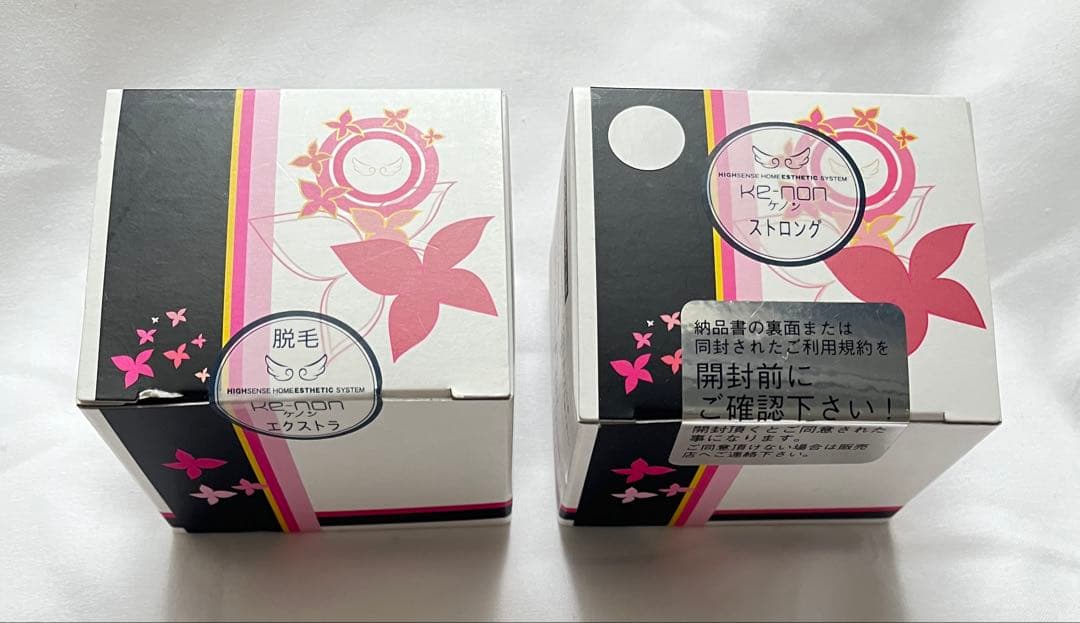 脱毛
HIGHSENSE HOME ESTHETIC SYSTEM
ke-non
ケノン
エクストラ
HIGHSENSE HOME ESTHETIC SYSTEM
ke-non
ケノン
ストロング
納品書の裏面または
同封されたご利用規約を
開封前に
ご確認下さい！
開封頂くとご同意された
事になります。
ご同意頂けない場合は販売
店へご連絡下さい。